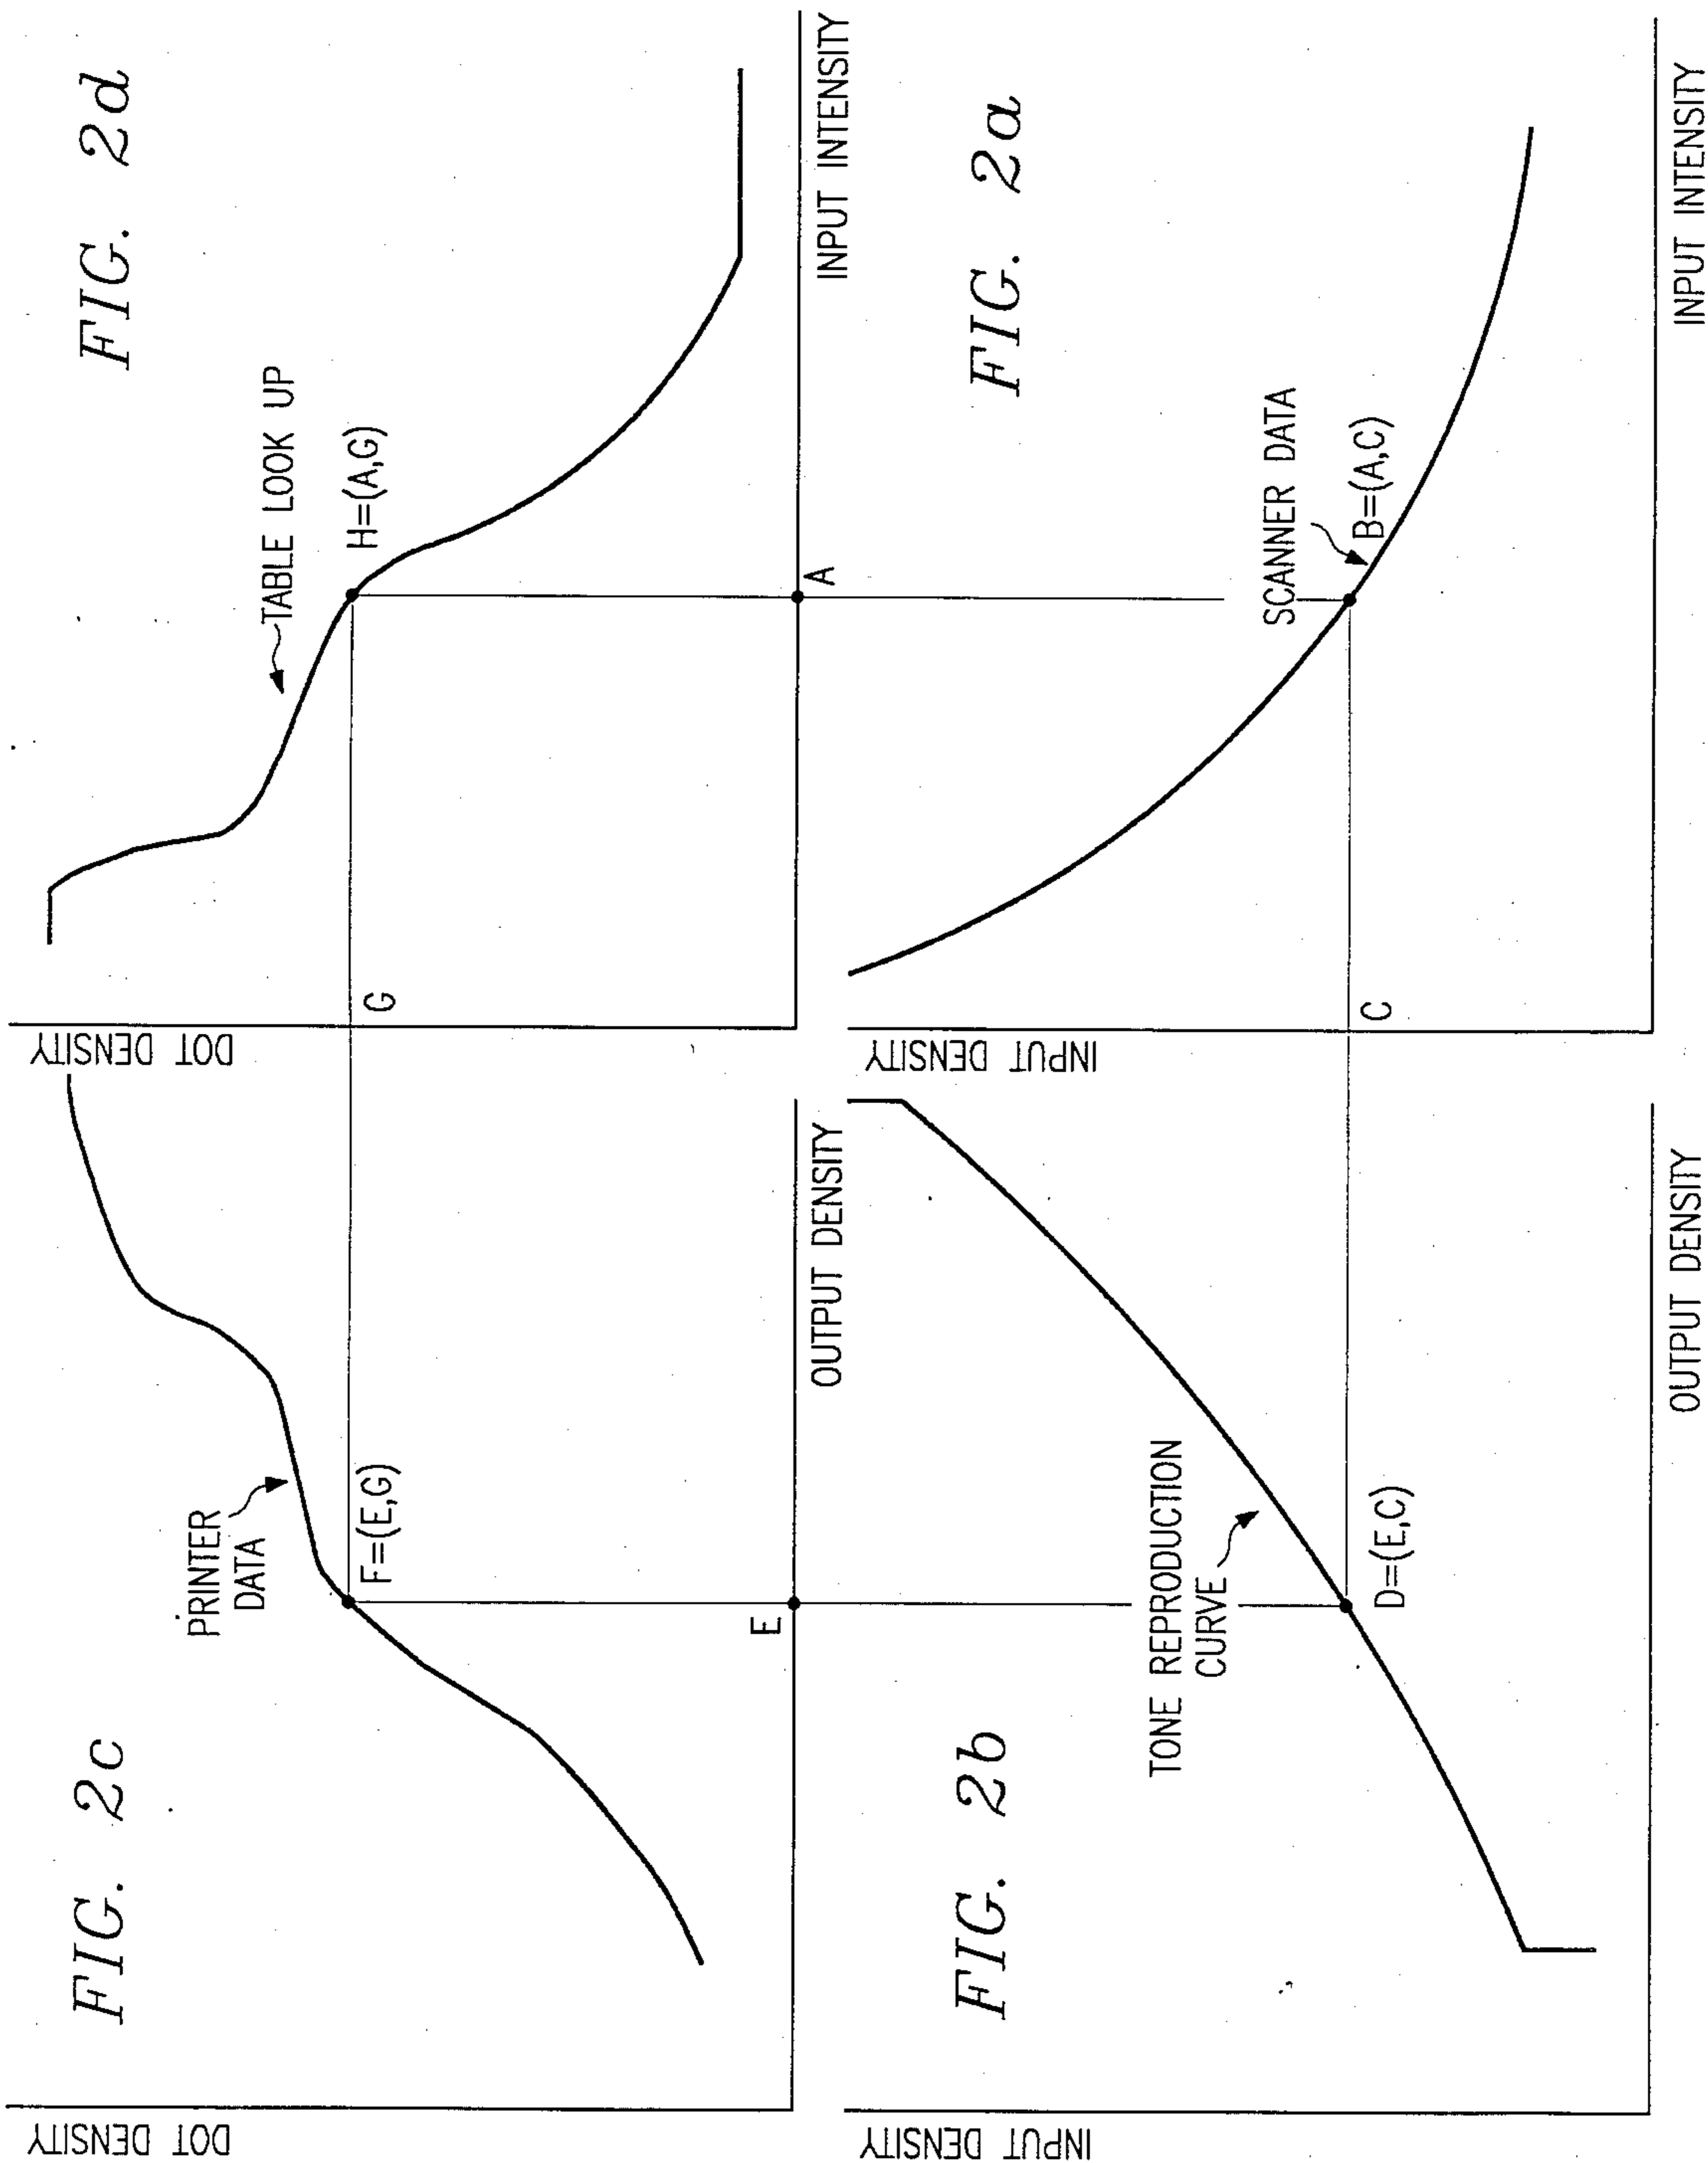 FIG. 2c
DOT DENSITY
PRINTER
DATA
F=(E,G)
E
OUTPUT DENSITY
FIG. 2d
DOT DENSITY
G
TABLE LOOK UP
H=(A,G)
A
INPUT INTENSITY
FIG. 2b
INPUT DENSITY
TONE REPRODUCTION
CURVE
D=(E,C)
OUTPUT DENSITY
FIG. 2a
INPUT DENSITY
C
SCANNER DATA
B=(A,C)
INPUT INTENSITY